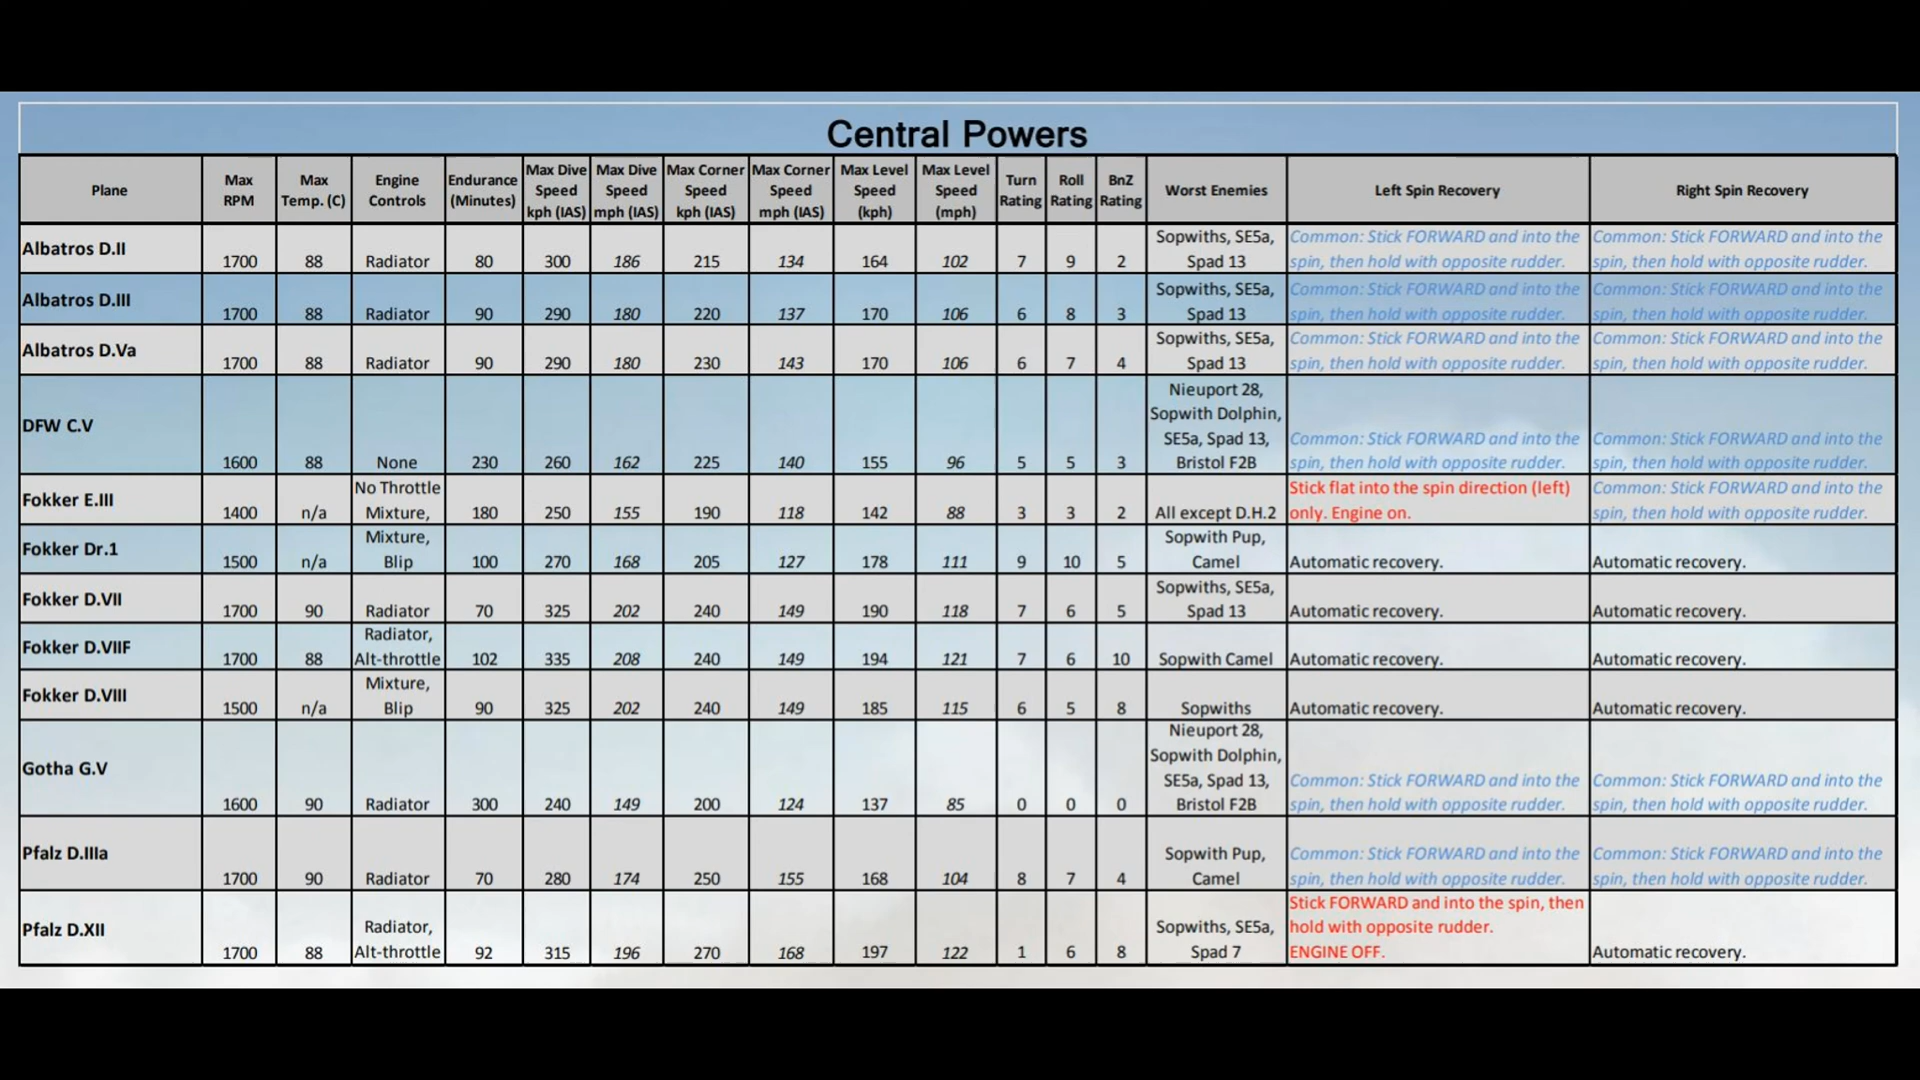 Central Powers
Plane | Max RPM | Max Temp. (C) | Engine Controls | Endurance (Minutes) | Max Dive Speed kph (IAS) | Max Dive Speed mph (IAS) | Max Corner Speed kph (IAS) | Max Corner Speed mph (IAS) | Max Level Speed (kph) | Max Level Speed (mph) | Turn Rating | Roll Rating | BnZ Rating | Worst Enemies | Left Spin Recovery | Right Spin Recovery
Albatros D.II | 1700 | 88 | Radiator | 80 | 300 | 186 | 215 | 134 | 164 | 102 | 7 | 9 | 2 | Sopwiths, SE5a, Spad 13 | Common: Stick FORWARD and into the spin, then hold with opposite rudder. | Common: Stick FORWARD and into the spin, then hold with opposite rudder.
Albatros D.III | 1700 | 88 | Radiator | 90 | 290 | 180 | 220 | 137 | 170 | 106 | 6 | 8 | 3 | Sopwiths, SE5a, Spad 13 | Common: Stick FORWARD and into the spin, then hold with opposite rudder. | Common: Stick FORWARD and into the spin, then hold with opposite rudder.
Albatros D.Va | 1700 | 88 | Radiator | 90 | 290 | 180 | 230 | 143 | 170 | 106 | 6 | 7 | 4 | Sopwiths, SE5a, Spad 13 | Common: Stick FORWARD and into the spin, then hold with opposite rudder. | Common: Stick FORWARD and into the spin, then hold with opposite rudder.
DFW C.V | 1600 | 88 | None | 230 | 260 | 162 | 225 | 140 | 155 | 96 | 5 | 5 | 3 | Nieuport 28, Sopwith Dolphin, SE5a, Spad 13, Bristol F2B | Common: Stick FORWARD and into the spin, then hold with opposite rudder. | Common: Stick FORWARD and into the spin, then hold with opposite rudder.
Fokker E.III | 1400 | n/a | No Throttle Mixture, | 180 | 250 | 155 | 190 | 118 | 142 | 88 | 3 | 3 | 2 | All except D.H.2 | Stick flat into the spin direction (left) only. Engine on. | Common: Stick FORWARD and into the spin, then hold with opposite rudder.
Fokker Dr.1 | 1500 | n/a | Mixture, Blip | 100 | 270 | 168 | 205 | 127 | 178 | 111 | 9 | 10 | 5 | Sopwith Pup, Camel | Automatic recovery. | Automatic recovery.
Fokker D.VII | 1700 | 90 | Radiator | 70 | 325 | 202 | 240 | 149 | 190 | 118 | 7 | 6 | 5 | Sopwiths, SE5a, Spad 13 | Automatic recovery. | Automatic recovery.
Fokker D.VIIF | 1700 | 88 | Radiator, Alt-throttle | 102 | 335 | 208 | 240 | 149 | 194 | 121 | 7 | 6 | 10 | Sopwith Camel | Automatic recovery. | Automatic recovery.
Fokker D.VIII | 1500 | n/a | Mixture, Blip | 90 | 325 | 202 | 240 | 149 | 185 | 115 | 6 | 5 | 8 | Sopwiths | Automatic recovery. | Automatic recovery.
Gotha G.V | 1600 | 90 | Radiator | 300 | 240 | 149 | 200 | 124 | 137 | 85 | 0 | 0 | 0 | Nieuport 28, Sopwith Dolphin, SE5a, Spad 13, Bristol F2B | Common: Stick FORWARD and into the spin, then hold with opposite rudder. | Common: Stick FORWARD and into the spin, then hold with opposite rudder.
Pfalz D.IIIa | 1700 | 90 | Radiator | 70 | 280 | 174 | 250 | 155 | 168 | 104 | 8 | 7 | 4 | Sopwith Pup, Camel | Common: Stick FORWARD and into the spin, then hold with opposite rudder. | Common: Stick FORWARD and into the spin, then hold with opposite rudder.
Pfalz D.XII | 1700 | 88 | Radiator, Alt-throttle | 92 | 315 | 196 | 270 | 168 | 197 | 122 | 1 | 6 | 8 | Sopwiths, SE5a, Spad 7 | Stick FORWARD and into the spin, then hold with opposite rudder. ENGINE OFF. | Automatic recovery.